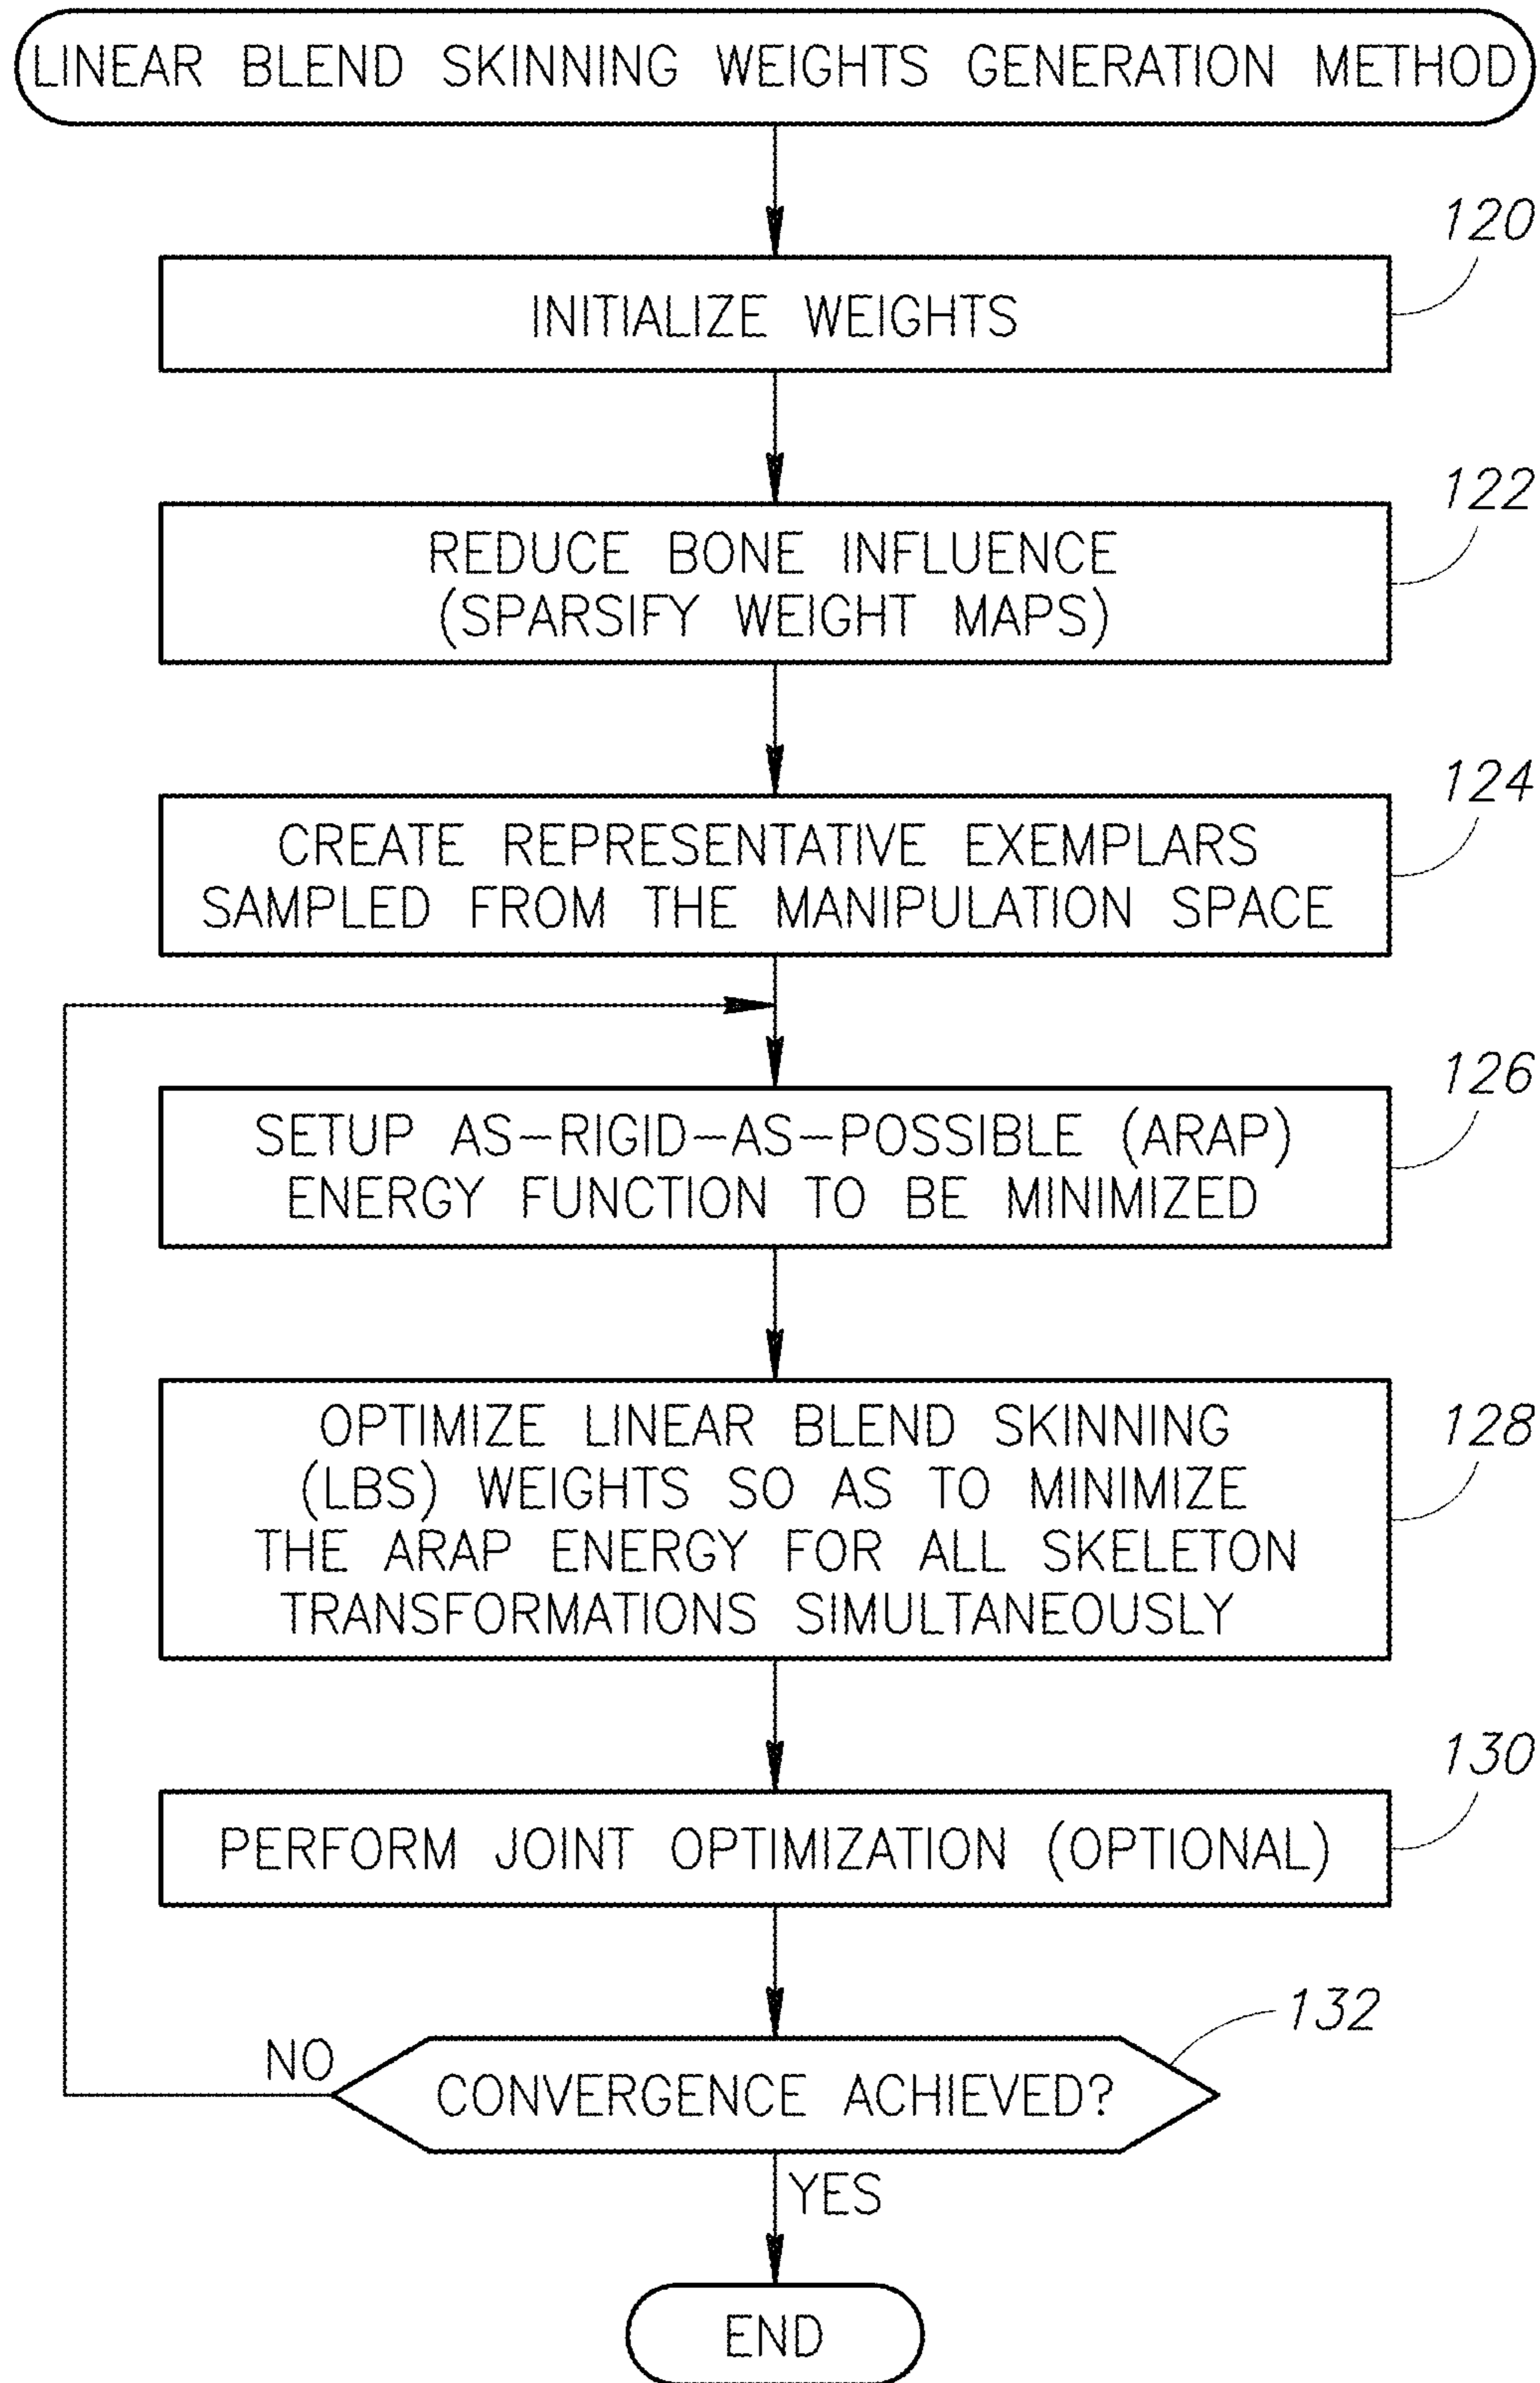 LINEAR BLEND SKINNING WEIGHTS GENERATION METHOD
120
INITIALIZE WEIGHTS
122
REDUCE BONE INFLUENCE
(SPARSIFY WEIGHT MAPS)
124
CREATE REPRESENTATIVE EXEMPLARS
SAMPLED FROM THE MANIPULATION SPACE
126
SETUP AS-RIGID-AS-POSSIBLE (ARAP)
ENERGY FUNCTION TO BE MINIMIZED
128
OPTIMIZE LINEAR BLEND SKINNING
(LBS) WEIGHTS SO AS TO MINIMIZE
THE ARAP ENERGY FOR ALL SKELETON
TRANSFORMATIONS SIMULTANEOUSLY
130
PERFORM JOINT OPTIMIZATION (OPTIONAL)
132
NO
CONVERGENCE ACHIEVED?
YES
END